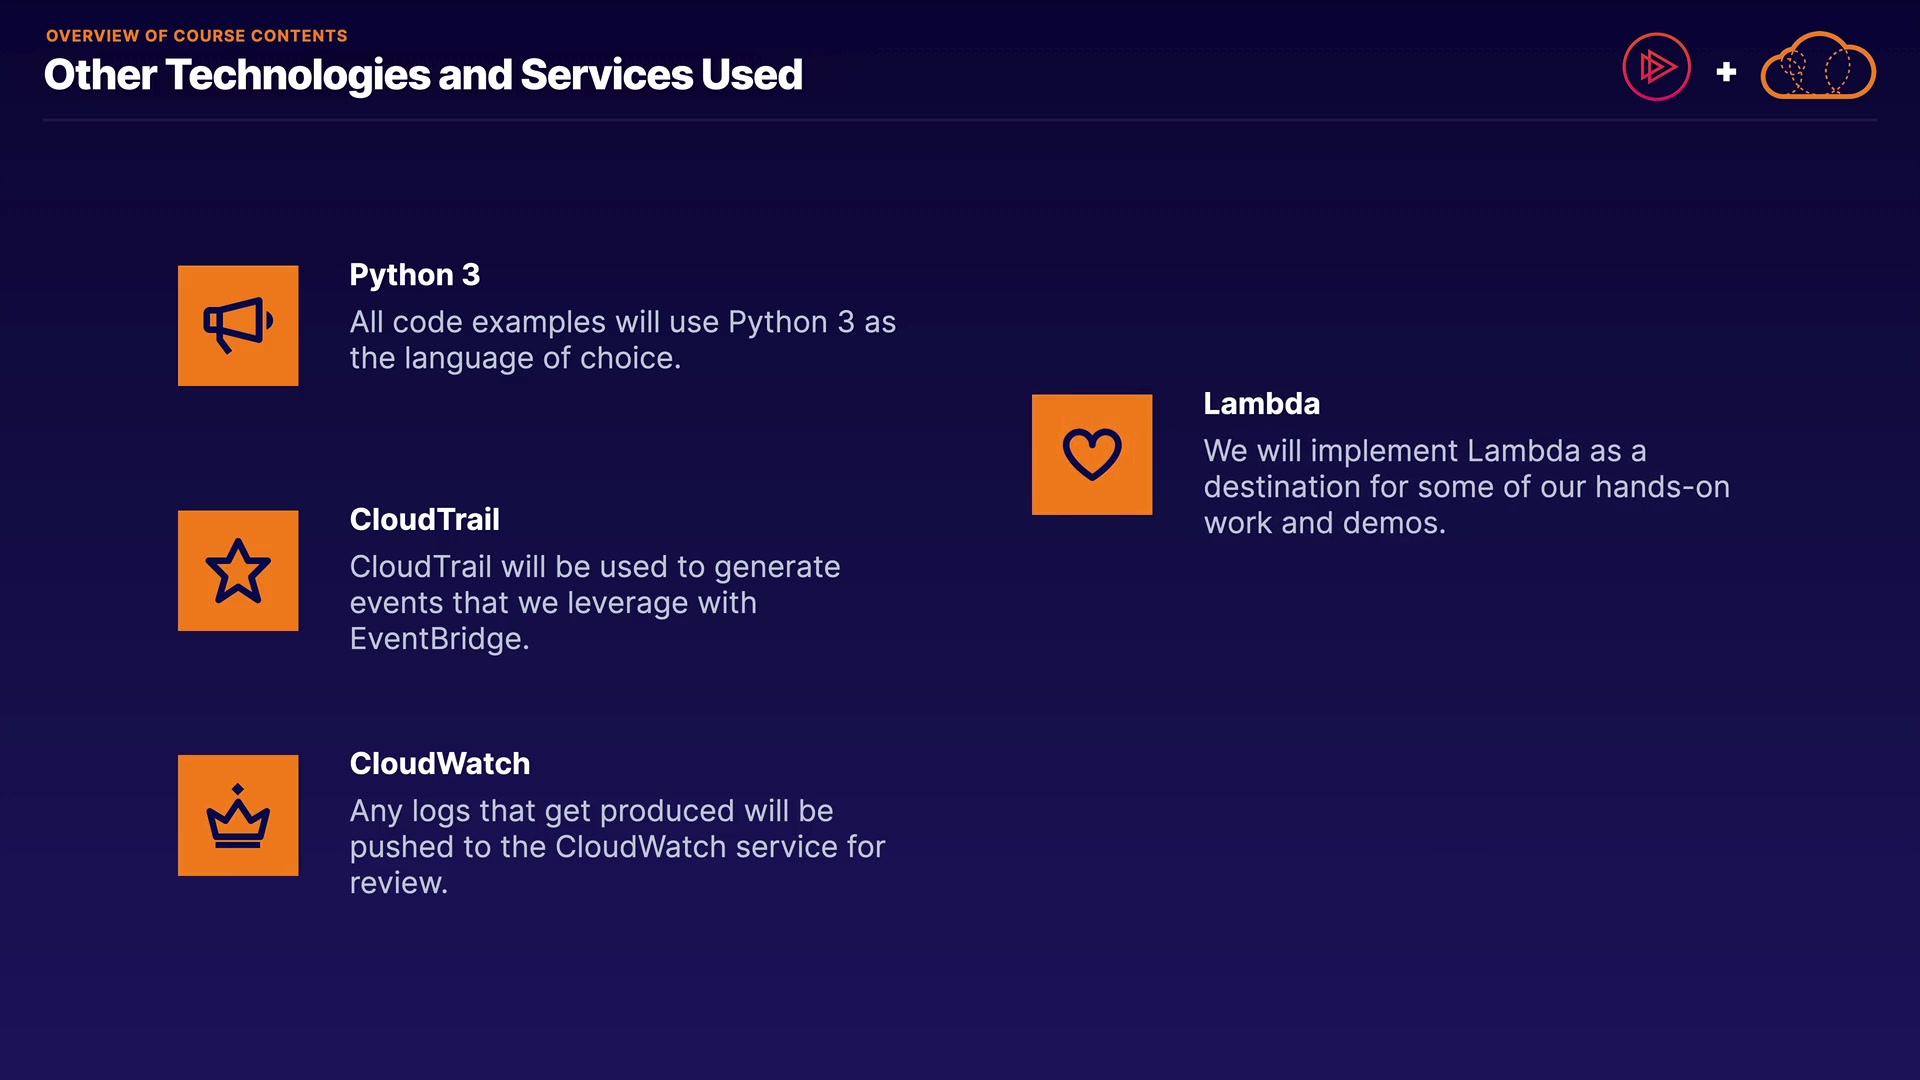 OVERVIEW OF COURSE CONTENTS
Other Technologies and Services Used
Python 3
All code examples will use Python 3 as
the language of choice.
CloudTrail
CloudTrail will be used to generate
events that we leverage with
EventBridge.
CloudWatch
Any logs that get produced will be
pushed to the CloudWatch service for
review.
Lambda
We will implement Lambda as a
destination for some of our hands-on
work and demos.